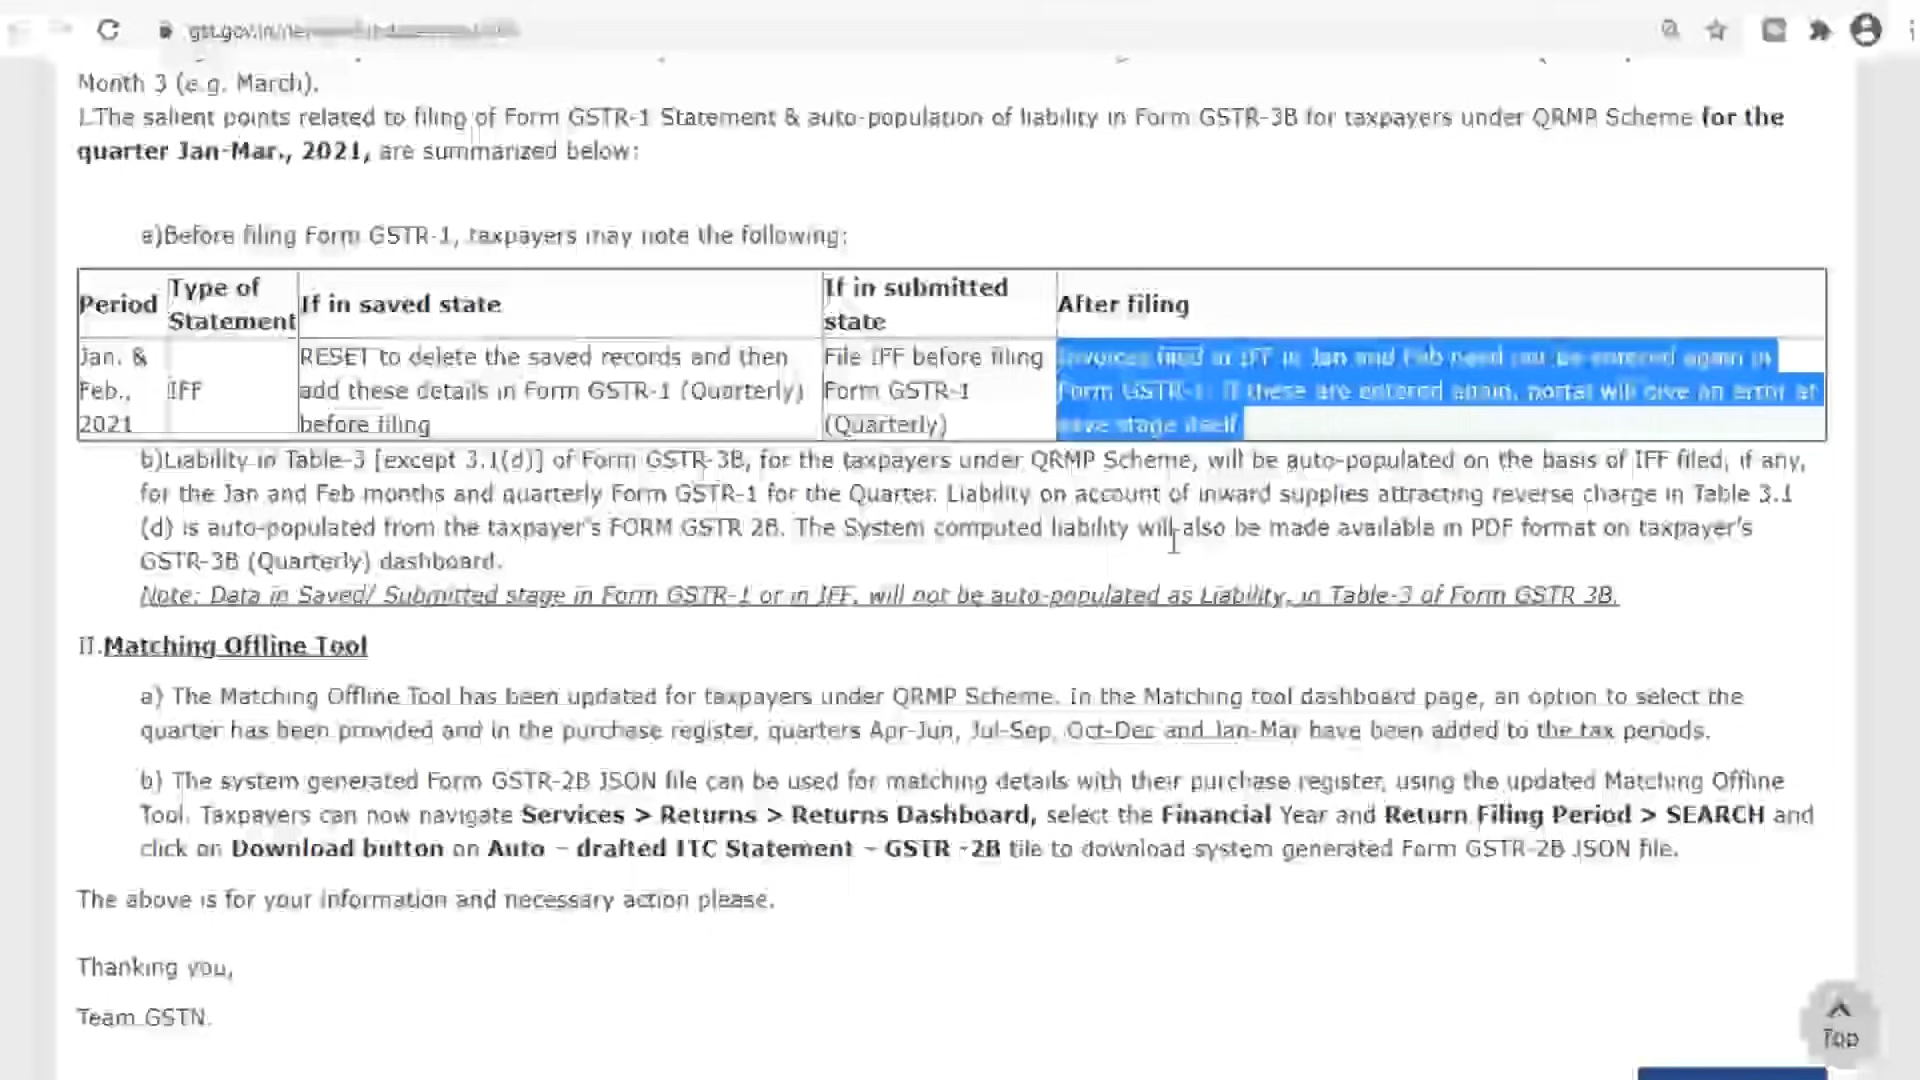 Month 3 (e.g. March).
I.The salient points related to filing of Form GSTR-1 Statement & auto-population of liability in Form GSTR-3B for taxpayers under QRMP Scheme for the
quarter Jan-Mar., 2021, are summarized below:
a)Before filing Form GSTR-1, taxpayers may note the following:
Period
Type of
Statement
If in saved state
If in submitted
state
After filing
Jan. &
Feb.,
2021
IFF
RESET to delete the saved records and then
add these details in Form GSTR-1 (Quarterly)
before filing
File IFF before filing
Form GSTR-1
(Quarterly)
Invoices filed in IFF in Jan and Feb need not be entered again in
Form GSTR-1. If these are entered again, portal will give an error at
save stage itself
b)Liability in Table-3 [except 3.1(d)] of Form GSTR-3B, for the taxpayers under QRMP Scheme, will be auto-populated on the basis of IFF filed, if any,
for the Jan and Feb months and quarterly Form GSTR-1 for the Quarter. Liability on account of inward supplies attracting reverse charge in Table 3.1
(d) is auto-populated from the taxpayer's FORM GSTR 2B. The System computed liability will also be made available in PDF format on taxpayer's
GSTR-3B (Quarterly) dashboard.
Note: Data in Saved/ Submitted stage in Form GSTR-1 or in IFF, will not be auto-populated as Liability, in Table-3 of Form GSTR 3B.
II.Matching Offline Tool
a) The Matching Offline Tool has been updated for taxpayers under QRMP Scheme. In the Matching tool dashboard page, an option to select the
quarter has been provided and in the purchase register, quarters Apr-Jun, Jul-Sep, Oct-Dec and Jan-Mar have been added to the tax periods.
b) The system generated Form GSTR-2B JSON file can be used for matching details with their purchase register, using the updated Matching Offline
Tool. Taxpayers can now navigate Services > Returns > Returns Dashboard, select the Financial Year and Return Filing Period > SEARCH and
click on Download button on Auto – drafted ITC Statement – GSTR -2B tile to download system generated Form GSTR-2B JSON file.
The above is for your information and necessary action please.
Thanking you,
Team GSTN.
Top